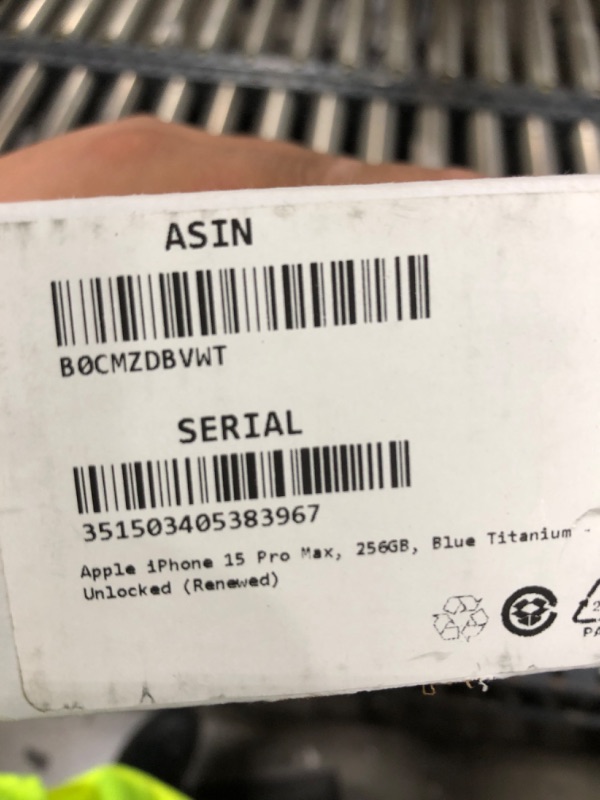 ASIN
B0CMZDBVWT
SERIAL
351503405383967
Apple iPhone 15 Pro Max, 256GB, Blue Titanium -
Unlocked (Renewed)